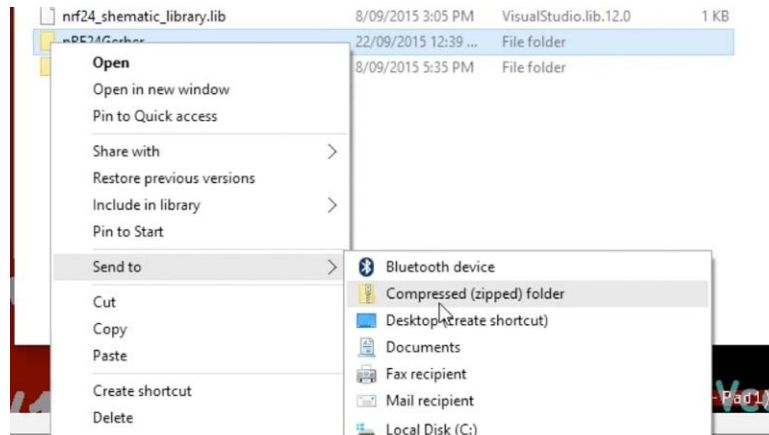 nrf24_shematic_library.lib 8/09/2015 3:05 PM VisualStudio.lib.12.0 1 KB
nRF24Gerber 22/09/2015 12:39 ... File folder
8/09/2015 5:35 PM File folder
Open
Open in new window
Pin to Quick access
Share with
Restore previous versions
Include in library
Pin to Start
Send to
Cut
Copy
Paste
Create shortcut
Delete
Bluetooth device
Compressed (zipped) folder
Desktop (create shortcut)
Documents
Fax recipient
Mail recipient
Local Disk (C:)
-Pad1)